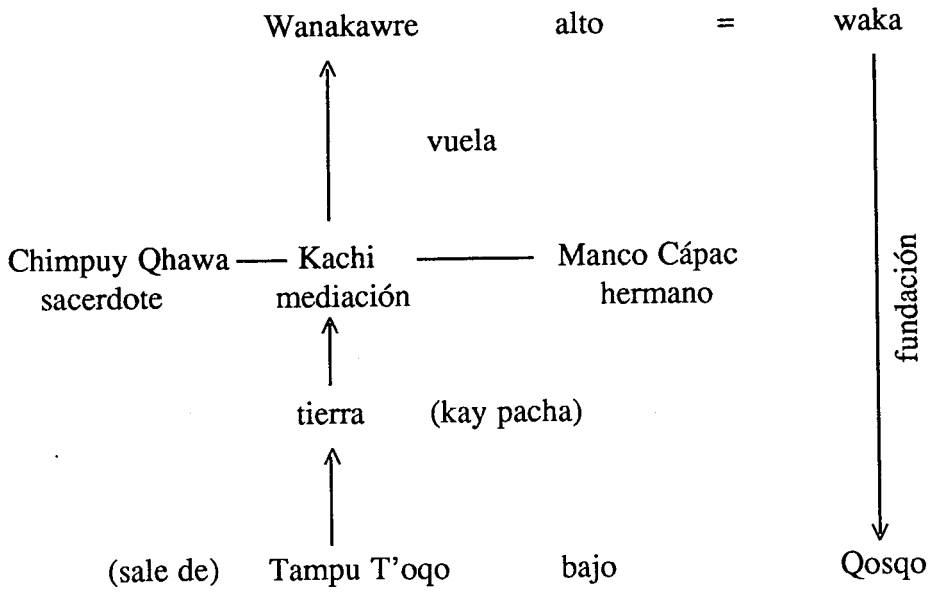 Wanakawre alto = waka
vuela
Chimpuy Qhawa Kachi Manco Cápac
sacerdote mediación hermano
fundación
tierra (kay pacha)
(sale de) Tampu T'oqo bajo Qosqo